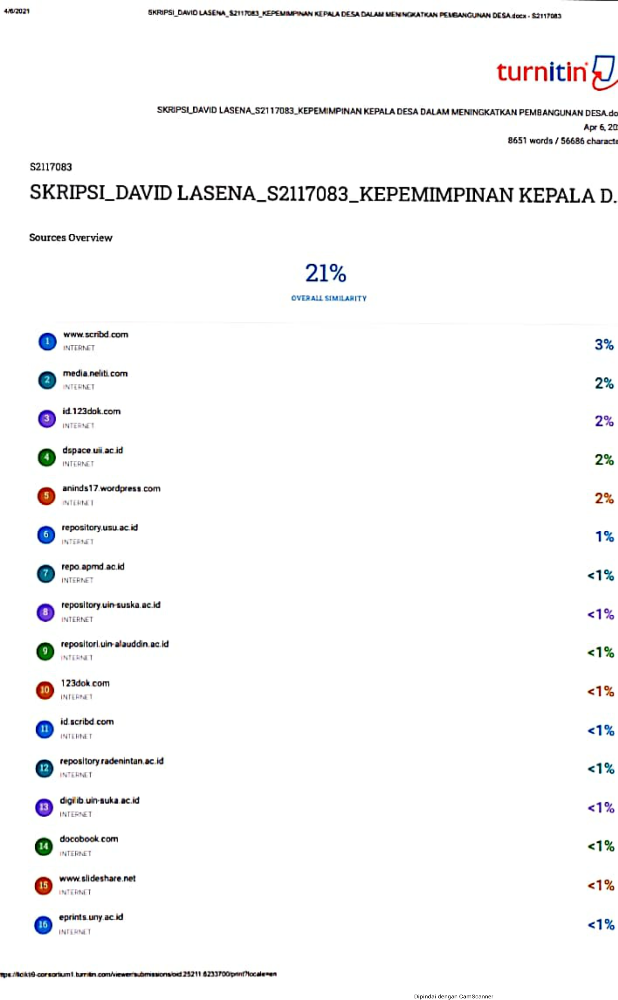 4/6/2021
SKRIPSI_DAVID LASENA_S2117083_KEPEMIMPINAN KEPALA DESA DALAM MENINGKATKAN PEMBANGUNAN DESA.docx - S2117083
turnitin
SKRIPSI_DAVID LASENA_S2117083_KEPEMIMPINAN KEPALA DESA DALAM MENINGKATKAN PEMBANGUNAN DESA.do
Apr 6, 20
8651 words / 56686 characte
S2117083
SKRIPSI_DAVID LASENA_S2117083_KEPEMIMPINAN KEPALA D.
Sources Overview
21%
OVERALL SIMILARITY
1 www.scribd.com 3%
INTERNET
2 media.neliti.com 2%
INTERNET
3 id.123dok.com 2%
INTERNET
4 dspace.uii.ac.id 2%
INTERNET
5 aninds17.wordpress.com 2%
INTERNET
6 repository.usu.ac.id 1%
INTERNET
7 repo.apmd.ac.id <1%
INTERNET
8 repository.uin-suska.ac.id <1%
INTERNET
9 repositori.uin-alauddin.ac.id <1%
INTERNET
10 123dok.com <1%
INTERNET
11 id.scribd.com <1%
INTERNET
12 repository.radenintan.ac.id <1%
INTERNET
13 digilib.uin-suka.ac.id <1%
INTERNET
14 docobook.com <1%
INTERNET
15 www.slideshare.net <1%
INTERNET
16 eprints.uny.ac.id <1%
INTERNET
Dipindai dengan CamScanner